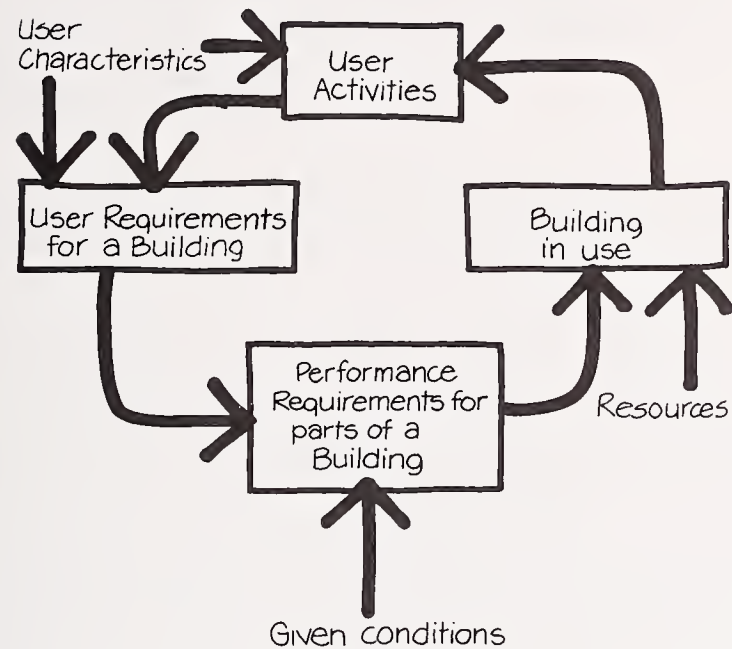 User
Characteristics
User
Activities
User Requirements
for a Building
Building
in use
Performance
Requirements for
parts of a
Building
Resources
Given conditions